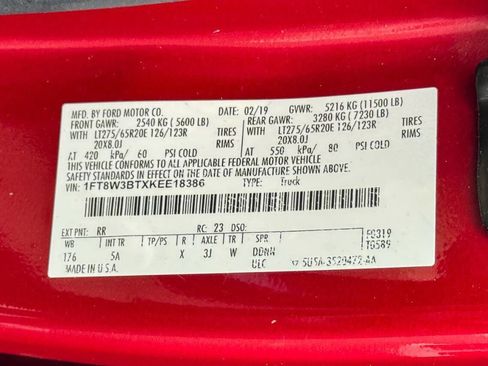 MFD. BY FORD MOTOR CO. DATE: 02/19 GVWR: 5216 KG (11500 LB)
FRONT GAWR: 2540 KG (5600 LB) REAR GAWR: 3280 KG (7230 LB)
WITH LT275/65R20E 126/123R TIRES WITH LT275/65R20E 126/123R TIRES
20X8.0J RIMS 20X8.0J RIMS
AT 420 kPa/ 60 PSI COLD AT 550 kPa/ 80 PSI COLD
THIS VEHICLE CONFORMS TO ALL APPLICABLE FEDERAL MOTOR VEHICLE
SAFETY STANDARDS IN EFFECT ON THE DATE OF MANUFACTURE SHOWN ABOVE.
VIN: 1FT8W3BTXKEE18386 TYPE: Truck
EXT PNT: RR RC: 23 DSO:
WB INT TR TP/PS R AXLE TR SPR
176 5A X 3J W DDNN
MADE IN U.S.A.